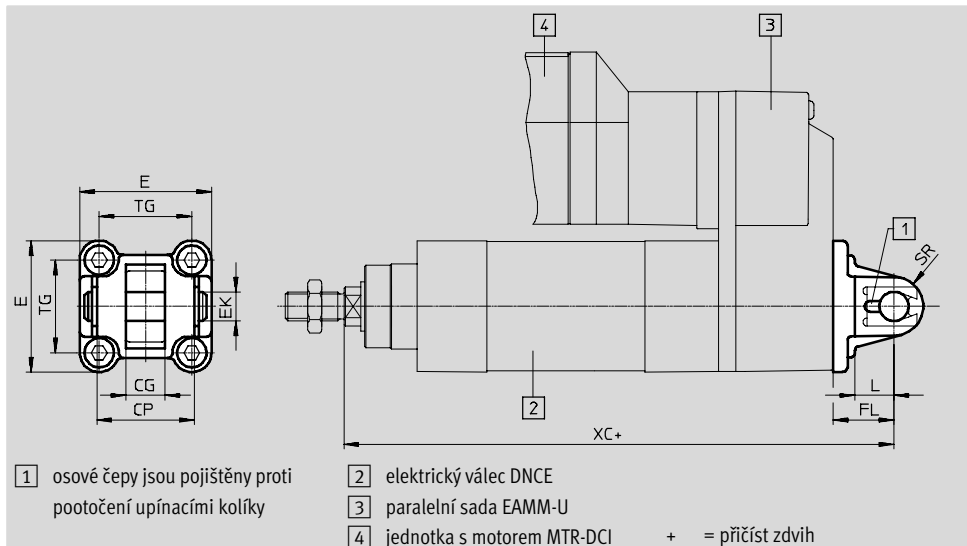 4
3
E
TG
1
SR
E
TG
EK
CG
CP
2
L
FL
XC+
1 osové čepy jsou pojištěny proti
pootočení upínacími kolíky
2 elektrický válec DNCE
3 paralelní sada EAMM-U
4 jednotka s motorem MTR-DCI
+ = přičíst zdvih